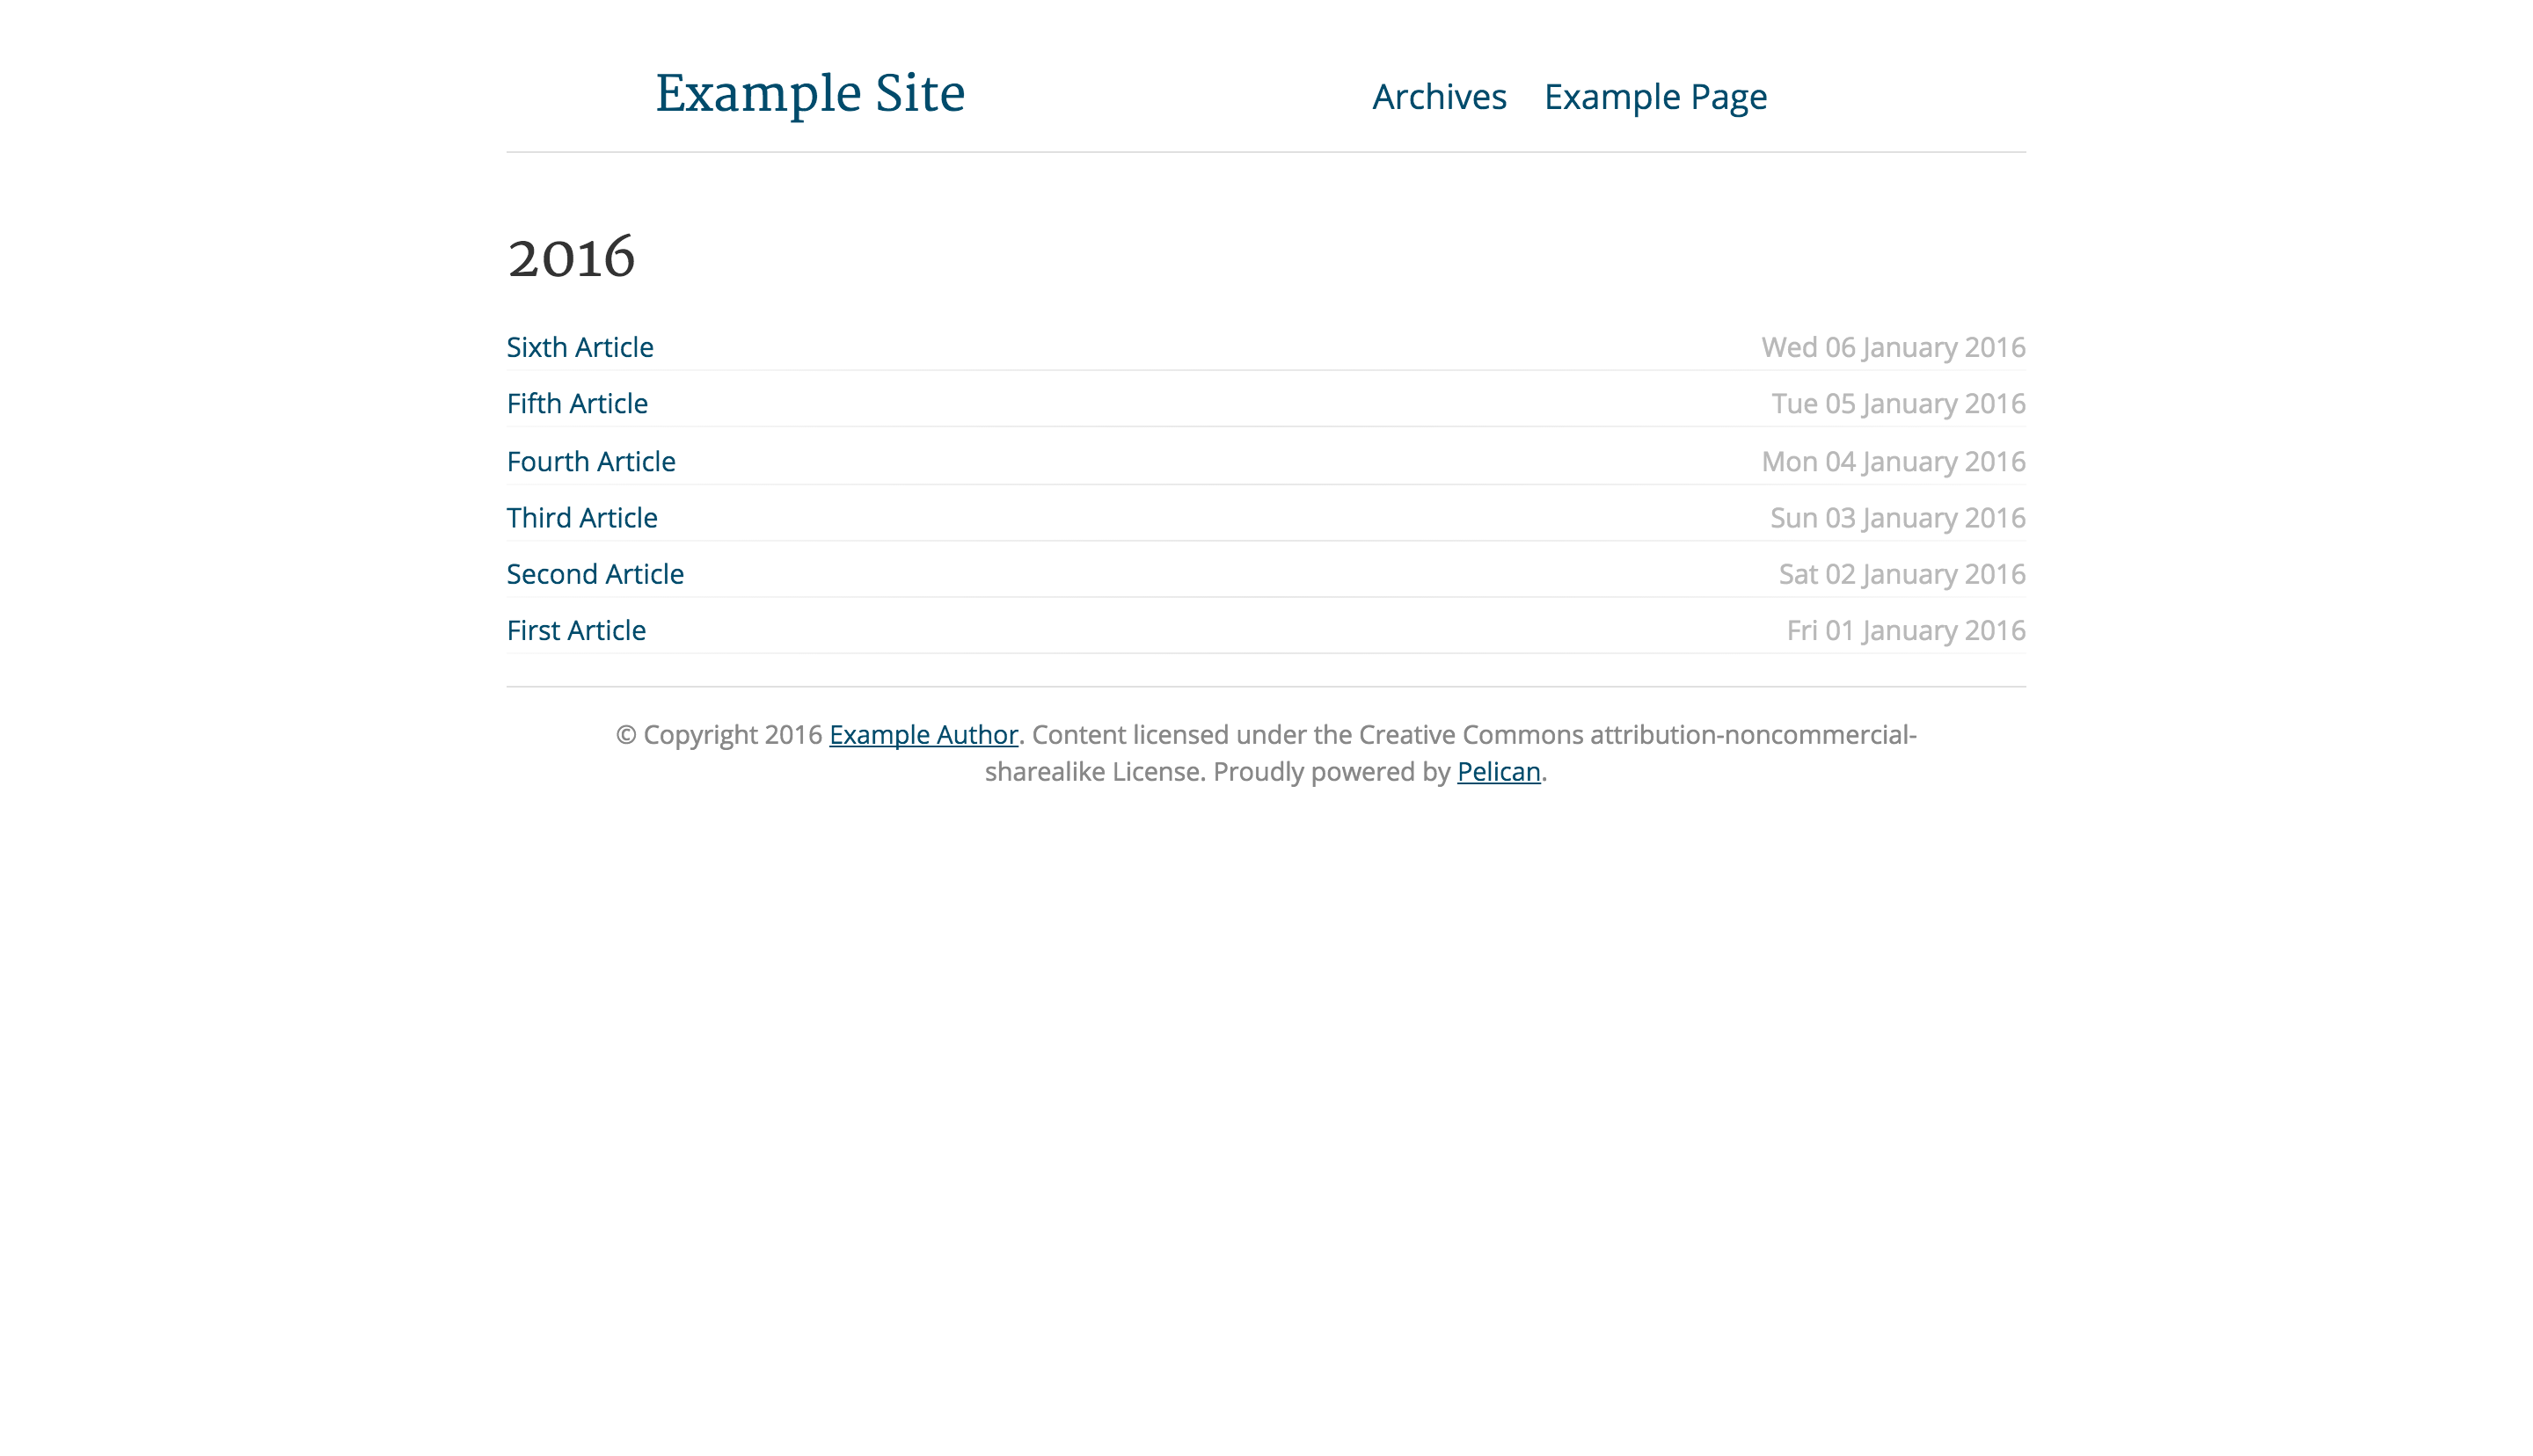 Example Site
Archives Example Page
2016
Sixth Article Wed 06 January 2016
Fifth Article Tue 05 January 2016
Fourth Article Mon 04 January 2016
Third Article Sun 03 January 2016
Second Article Sat 02 January 2016
First Article Fri 01 January 2016
© Copyright 2016 Example Author. Content licensed under the Creative Commons attribution-noncommercial-
sharealike License. Proudly powered by Pelican.